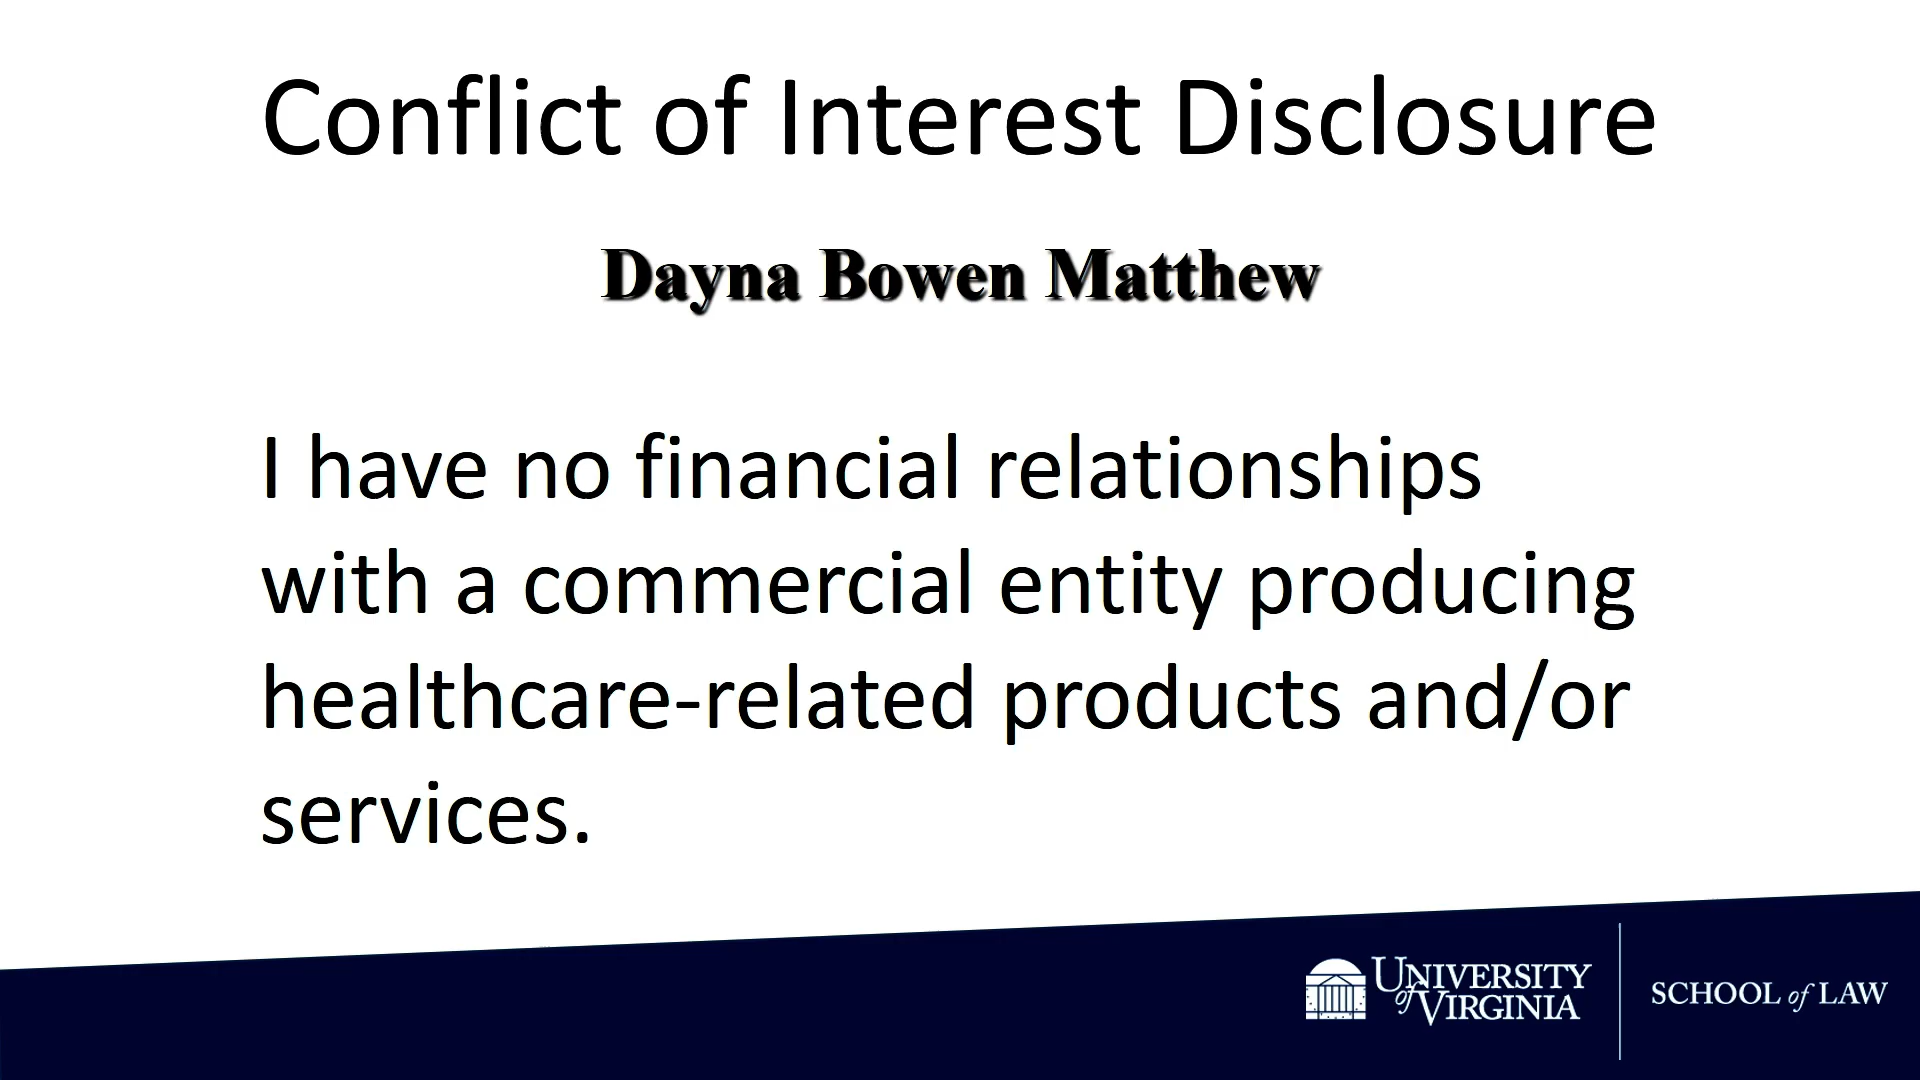 Conflict of Interest Disclosure
Dayna Bowen Matthew
I have no financial relationships
with a commercial entity producing
healthcare-related products and/or
services.
UNIVERSITY
of VIRGINIA
SCHOOL of LAW